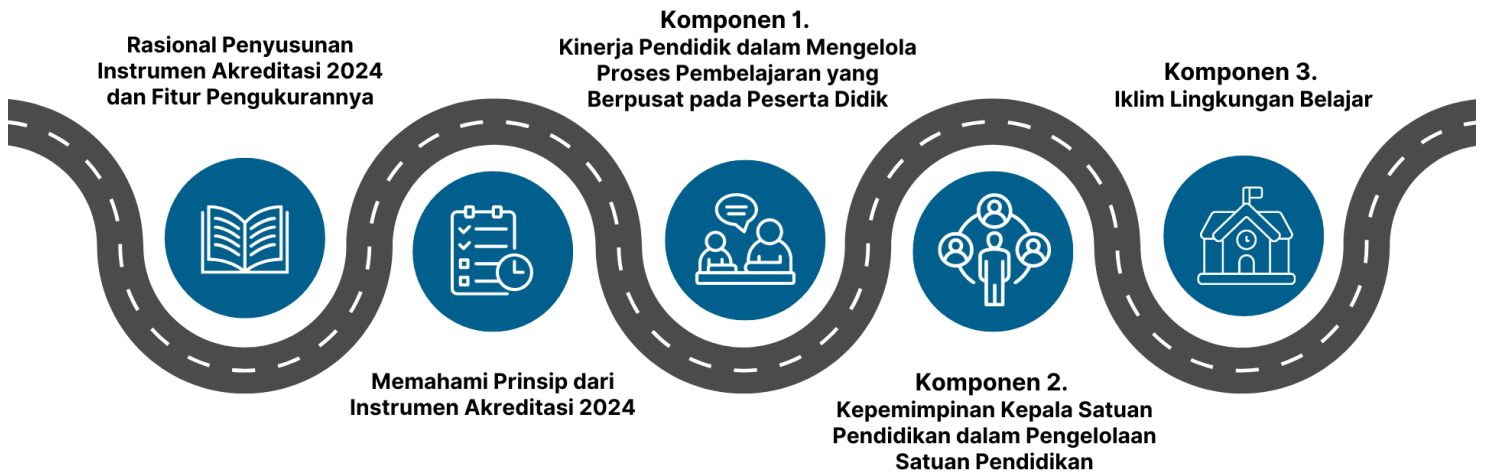 Rasional Penyusunan
Instrumen Akreditasi 2024
dan Fitur Pengukurannya
Memahami Prinsip dari
Instrumen Akreditasi 2024
Komponen 1.
Kinerja Pendidik dalam Mengelola
Proses Pembelajaran yang
Berpusat pada Peserta Didik
Komponen 2.
Kepemimpinan Kepala Satuan
Pendidikan dalam Pengelolaan
Satuan Pendidikan
Komponen 3.
Iklim Lingkungan Belajar